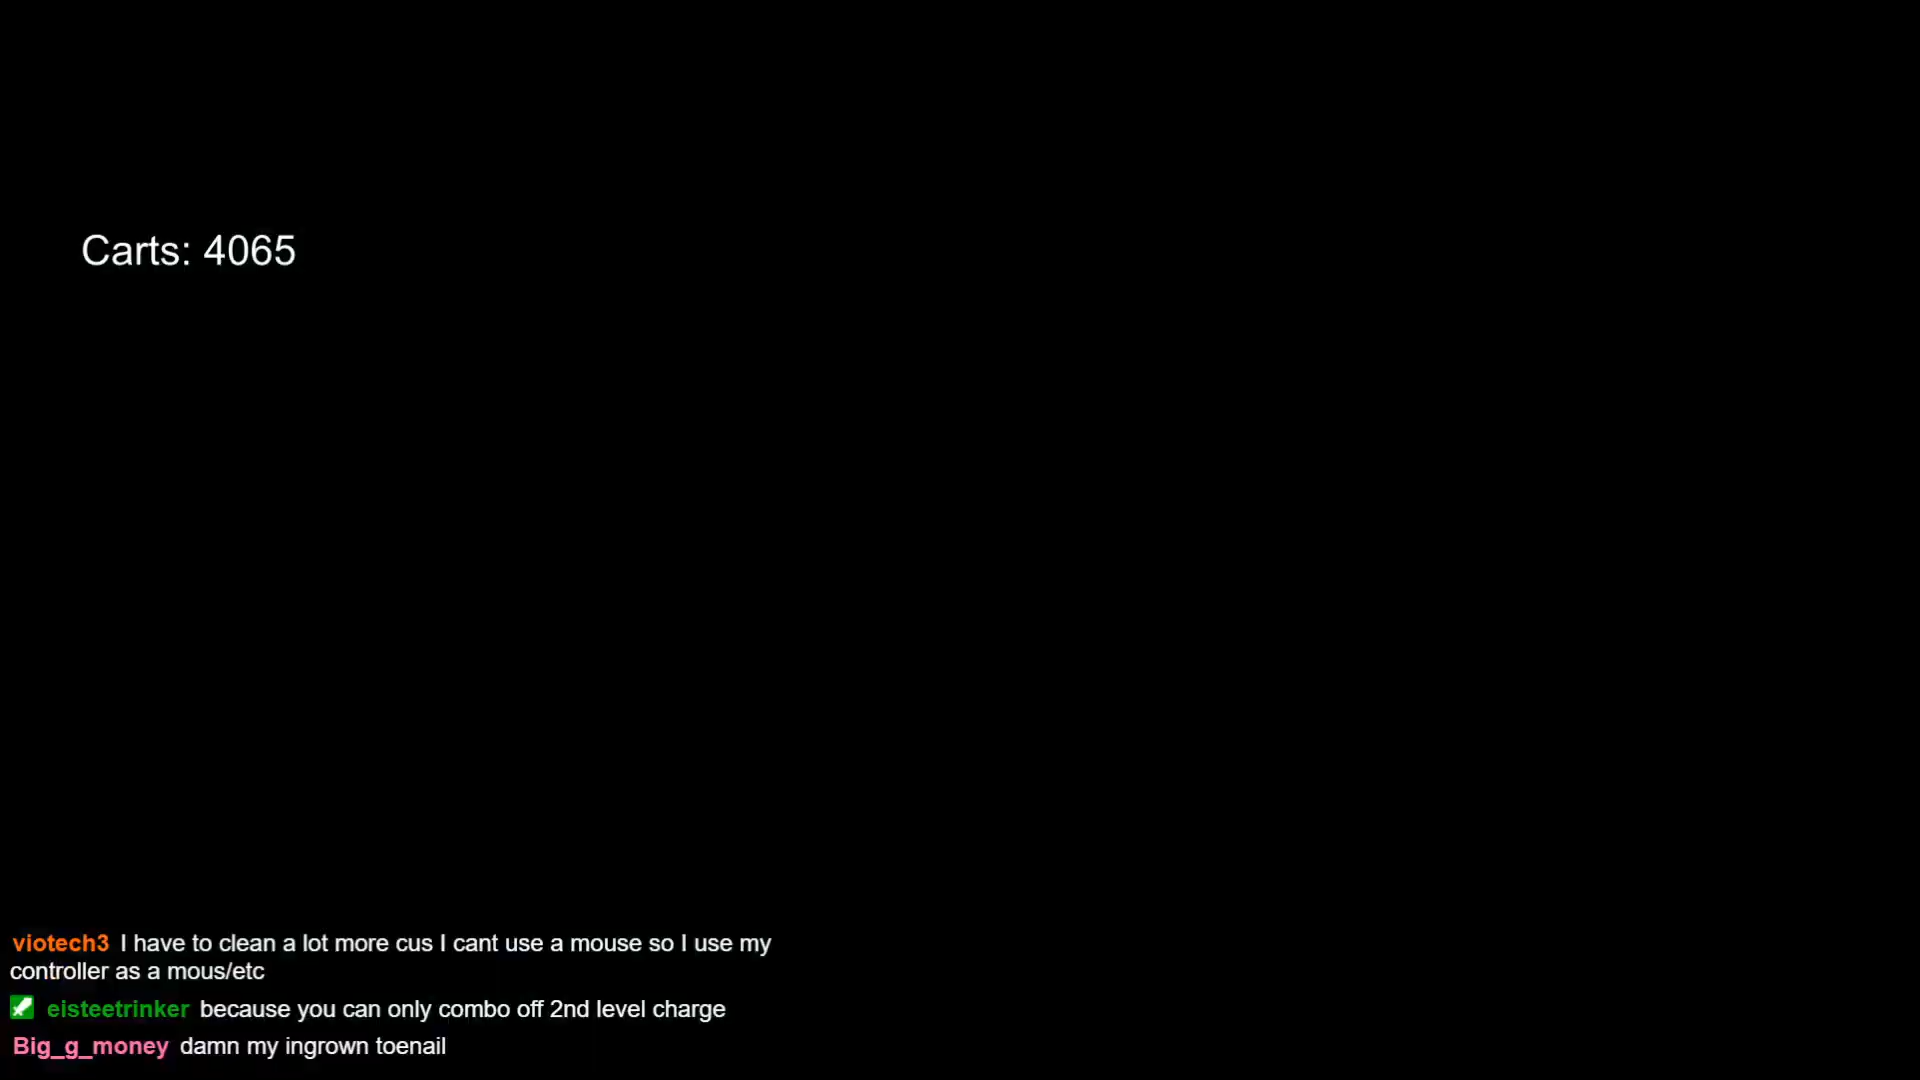 Carts: 4065
viotech3 I have to clean a lot more cus I cant use a mouse so I use my
controller as a mous/etc
eisteetrinker because you can only combo off 2nd level charge
Big_g_money damn my ingrown toenail